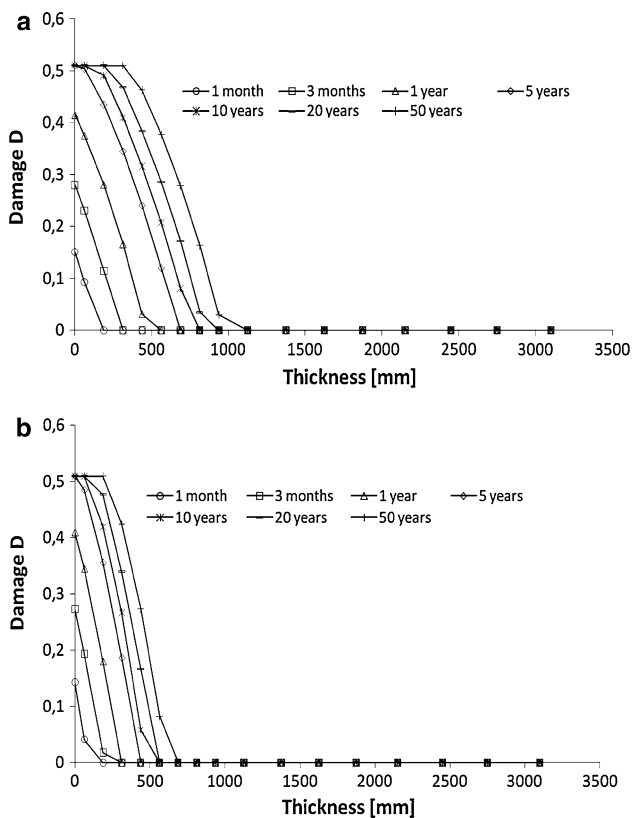 a
0,6
0,5
0,4
0,3
0,2
0,1
0
Damage D
1 month 3 months 1 year 5 years
10 years 20 years 50 years
0 500 1000 1500 2000 2500 3000 3500
Thickness [mm]
b
0,6
0,5
0,4
0,3
0,2
0,1
0
Damage D
1 month 3 months 1 year 5 years
10 years 20 years 50 years
0 500 1000 1500 2000 2500 3000 3500
Thickness [mm]